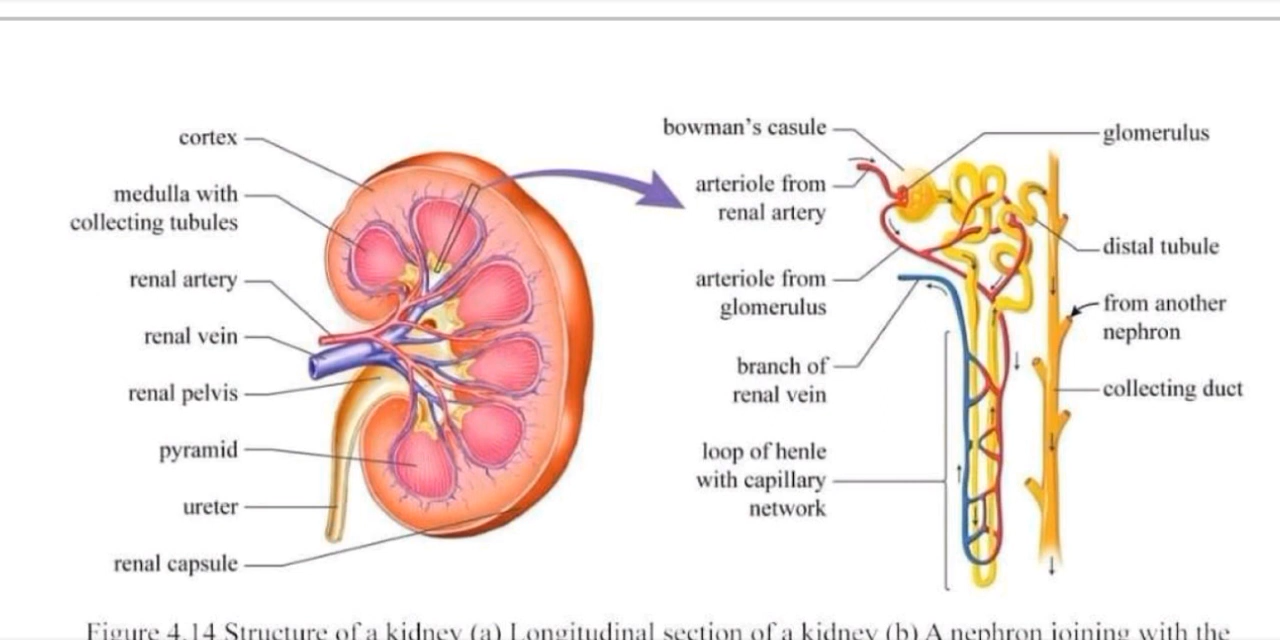 cortex
medulla with
collecting tubules
renal artery
renal vein
renal pelvis
pyramid
ureter
renal capsule
bowman's casule
arteriole from
renal artery
arteriole from
glomerulus
branch of
renal vein
loop of henle
with capillary
network
glomerulus
distal tubule
from another
nephron
collecting duct
Figure 4.14 Structure of a kidney (a) Longitudinal section of a kidney (b) A nephron joining with the